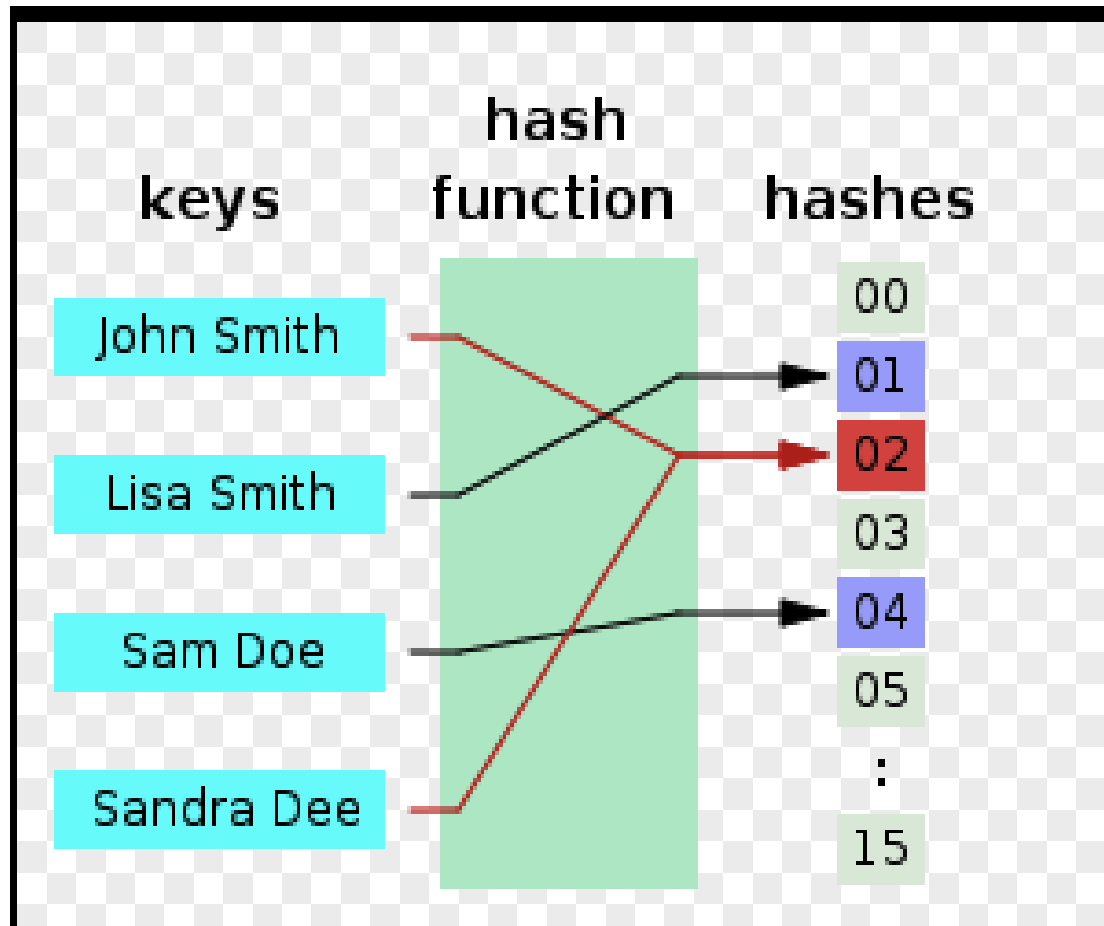 hash
keys function hashes
John Smith
Lisa Smith
Sam Doe
Sandra Dee
00
01
02
03
04
05
:
15